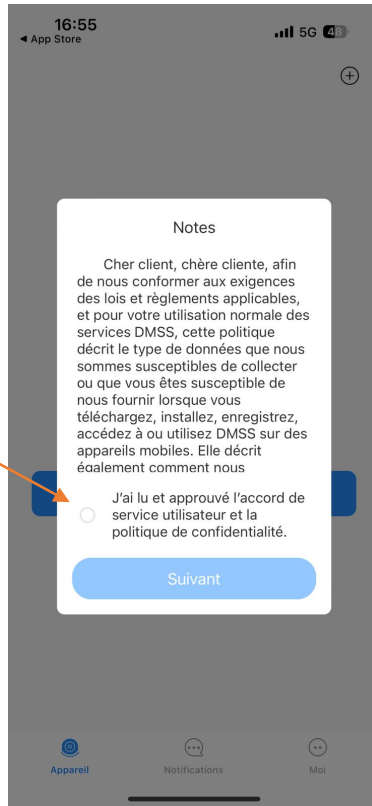 16:55
5G 48
◀ App Store
Notes
Cher client, chère cliente, afin
de nous conformer aux exigences
des lois et règlements applicables,
et pour votre utilisation normale des
services DMSS, cette politique
décrit le type de données que nous
sommes susceptibles de collecter
ou que vous êtes susceptible de
nous fournir lorsque vous
téléchargez, installez, enregistrez,
accédez à ou utilisez DMSS sur des
appareils mobiles. Elle décrit
également comment nous
J’ai lu et approuvé l’accord de
service utilisateur et la
politique de confidentialité.
Suivant
Appareil
Notifications
Moi